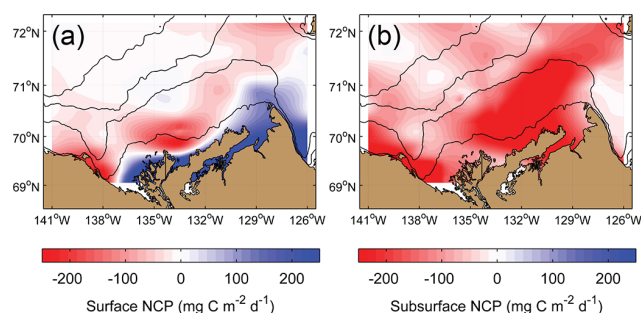 (a)
72°N
71°N
70°N
69°N
141°W 138°W 135°W 132°W 129°W 126°W
-200 -100 0 100 200
Surface NCP (mg C m⁻² d⁻¹)
(b)
72°N
71°N
70°N
69°N
141°W 138°W 135°W 132°W 129°W 126°W
-200 -100 0 100 200
Subsurface NCP (mg C m⁻² d⁻¹)